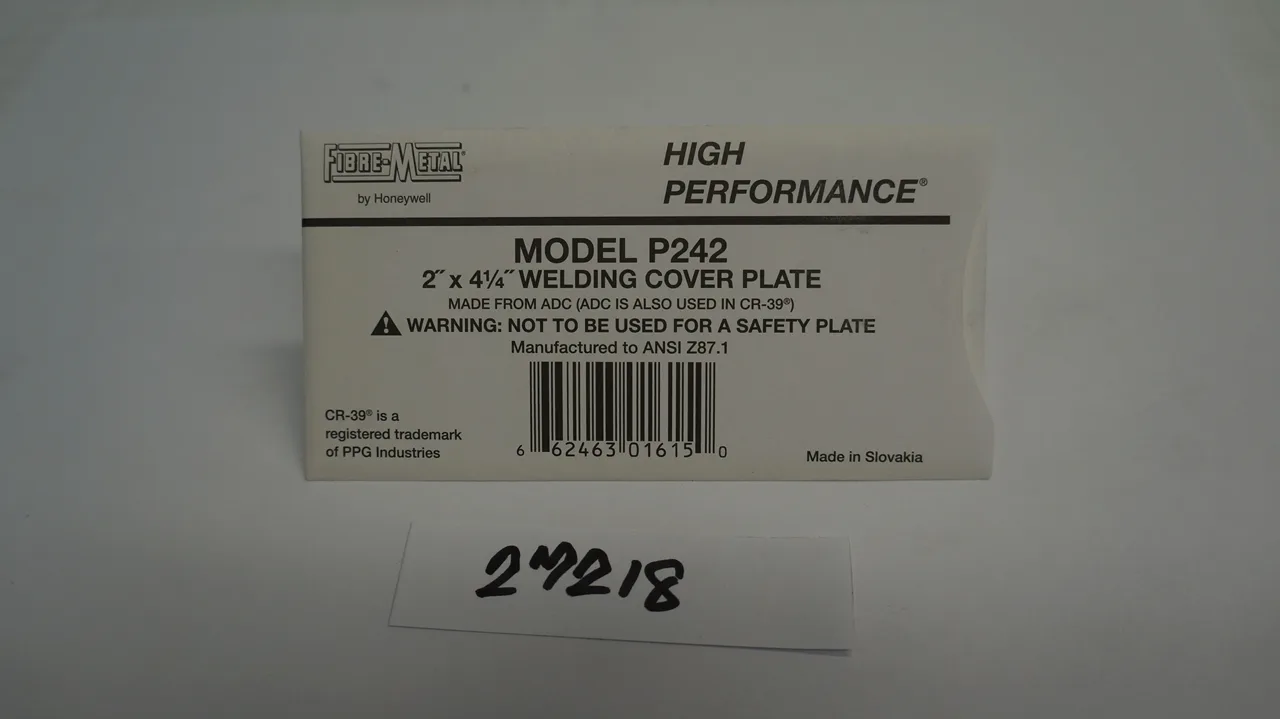 FIBRE-METAL®
by Honeywell
HIGH
PERFORMANCE®
MODEL P242
2″ x 4¼″ WELDING COVER PLATE
MADE FROM ADC (ADC IS ALSO USED IN CR-39®)
WARNING: NOT TO BE USED FOR A SAFETY PLATE
Manufactured to ANSI Z87.1
CR-39® is a
registered trademark
of PPG Industries
6 62463 01615 0
Made in Slovakia
27218